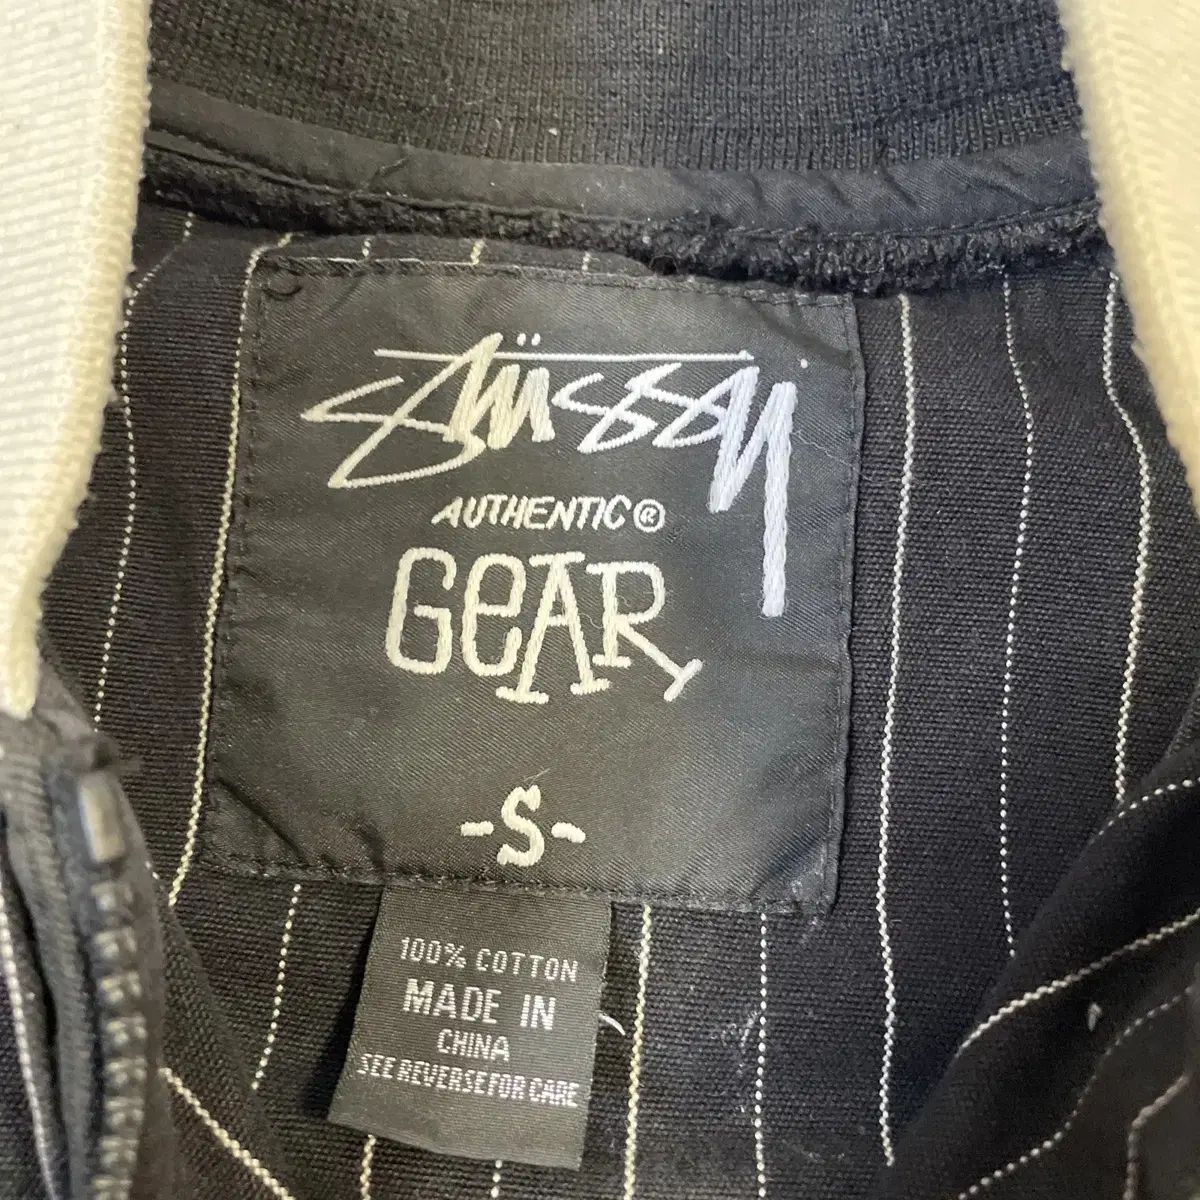 STÜSSY
AUTHENTIC®
GEAR
-S-
100% COTTON
MADE IN
CHINA
SEE REVERSE FOR CARE